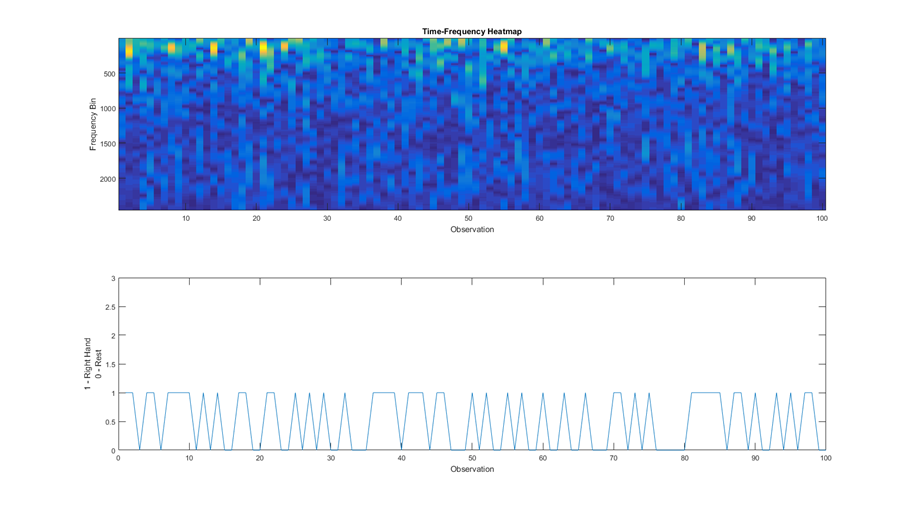 Time-Frequency Heatmap
500
1000
1500
2000
Frequency Bin
10 20 30 40 50 60 70 80 90 100
Observation
3
2.5
2
1.5
1
0.5
0
1 - Right Hand
0 - Rest
0 10 20 30 40 50 60 70 80 90 100
Observation